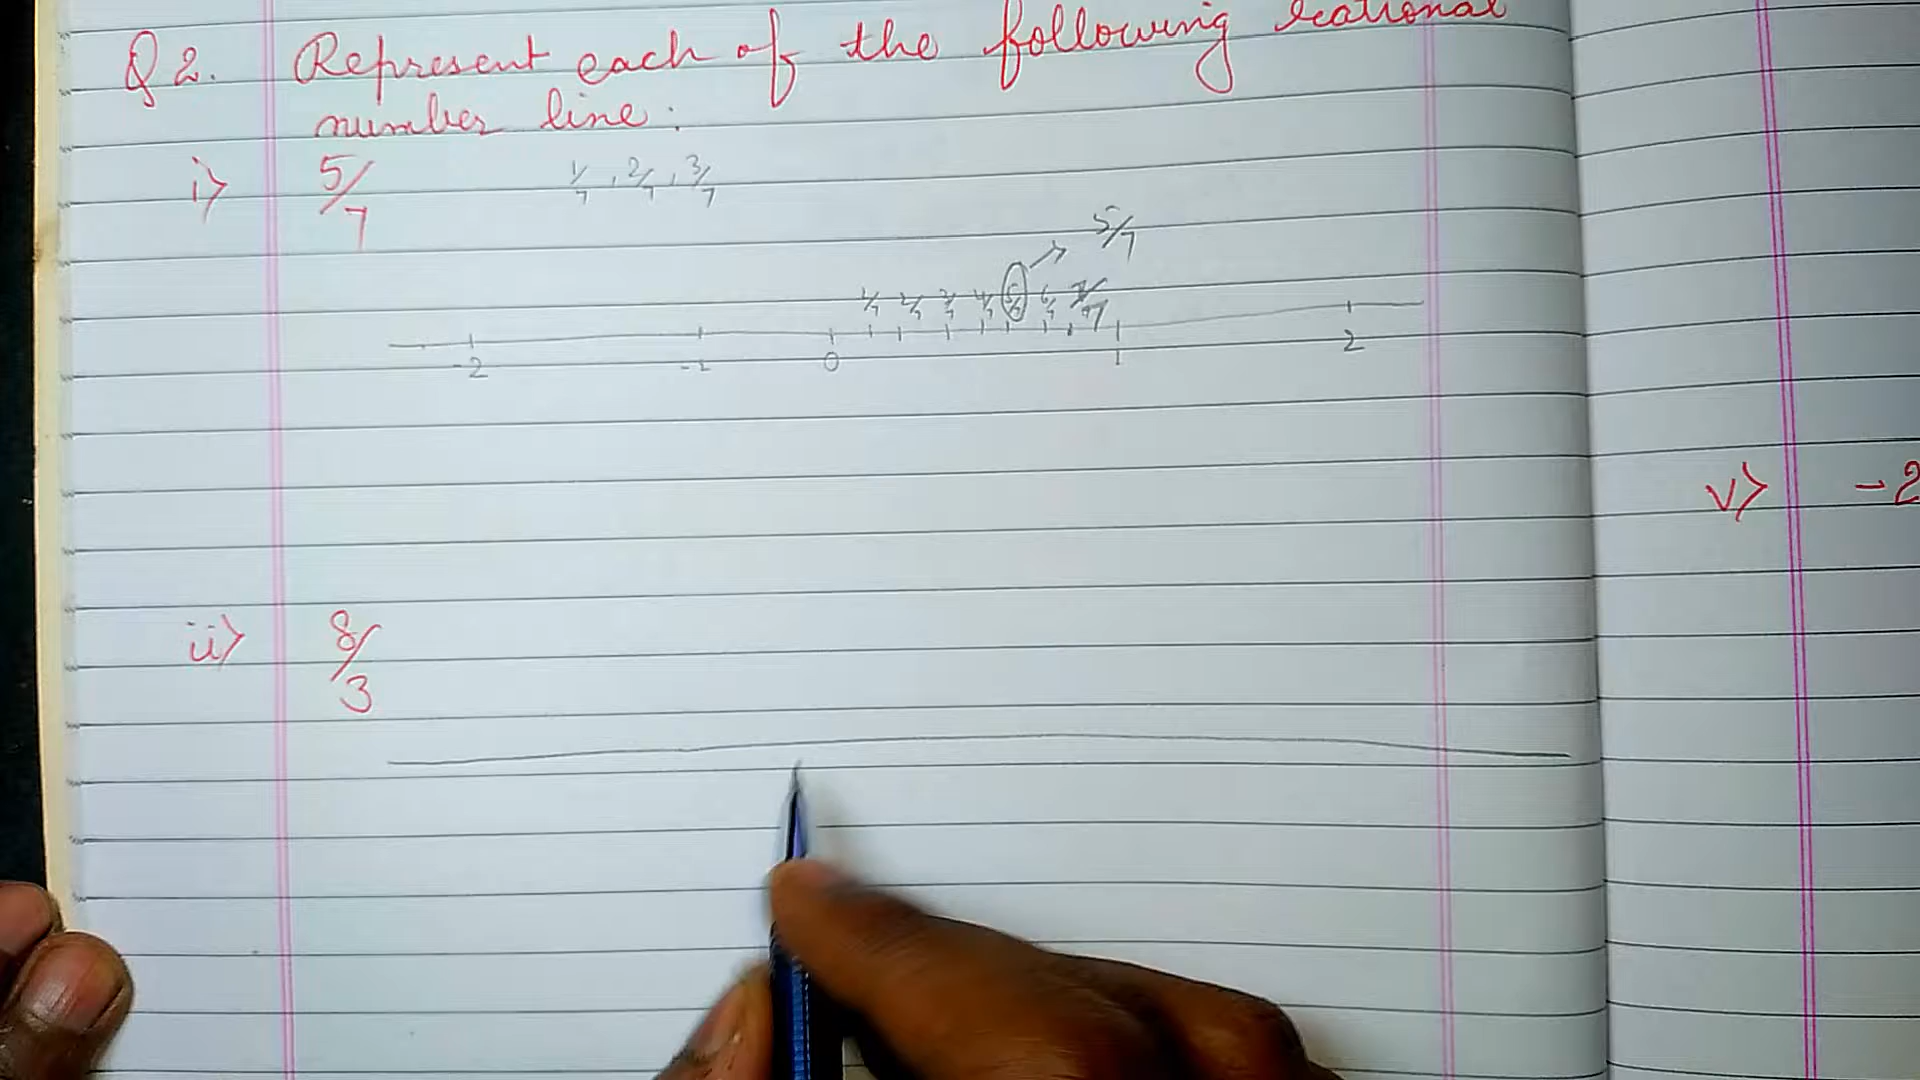 Q2. Represent each of the following rational
number line.
i) 5/7 1/7, 2/7, 3/7
5/7
1/7 2/7 3/7 4/7 5/7 6/7 7/7
-2 -1 0 1 2
v) -2
ii) 8/3